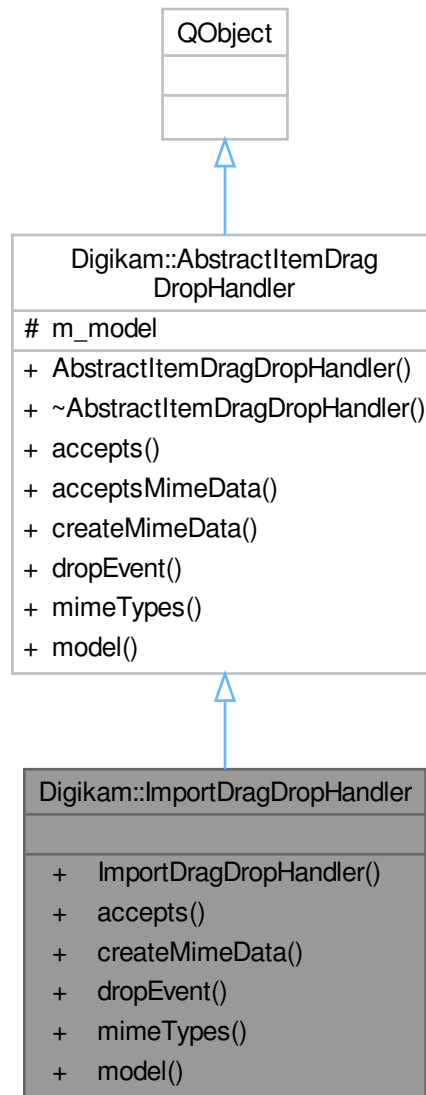 QObject
Digikam::AbstractItemDrag
DropHandler
# m_model
+ AbstractItemDragDropHandler()
+ ~AbstractItemDragDropHandler()
+ accepts()
+ acceptsMimeData()
+ createMimeData()
+ dropEvent()
+ mimeTypes()
+ model()
Digikam::ImportDragDropHandler
+ ImportDragDropHandler()
+ accepts()
+ createMimeData()
+ dropEvent()
+ mimeTypes()
+ model()